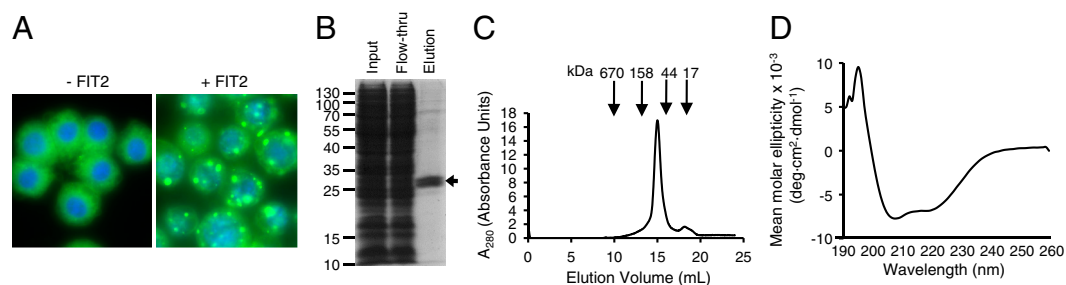 A
- FIT2
+ FIT2
B
Input
Flow-thru
Elution
130
100
70
55
40
35
25
15
10
C
kDa 670 158 44 17
A280 (Absorbance Units)
18
16
14
12
10
8
6
4
2
0
0 5 10 15 20 25
Elution Volume (mL)
D
Mean molar ellipticity x 10-3
(deg·cm2·dmol-1)
10
5
0
-5
-10
190 200 210 220 230 240 250 260
Wavelength (nm)